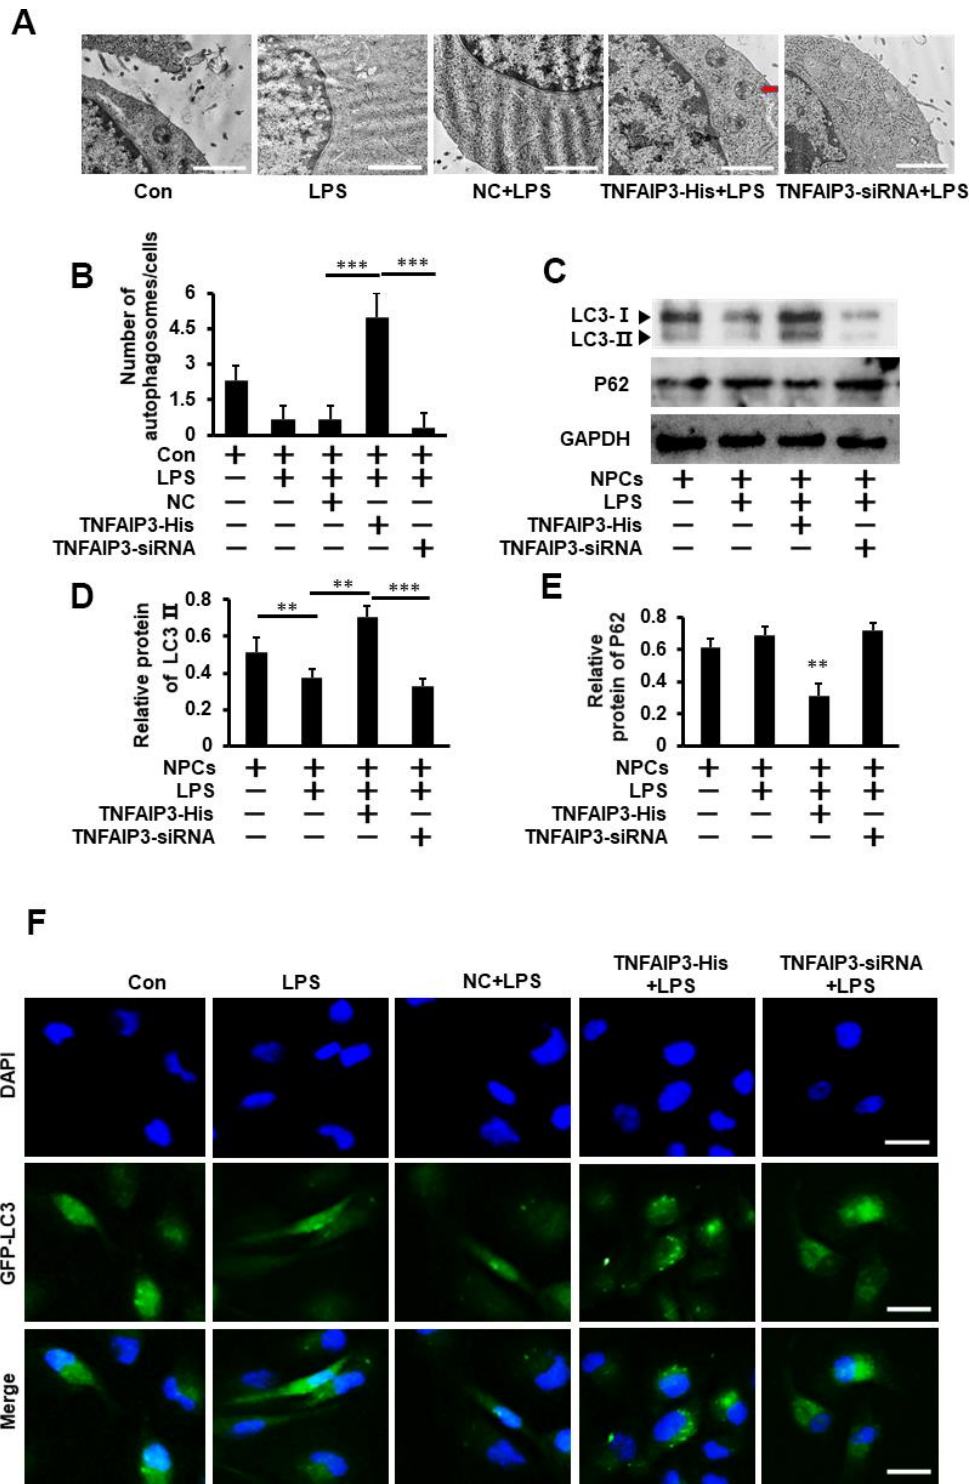 A
Con LPS NC+LPS TNFAIP3-His+LPS TNFAIP3-siRNA+LPS
B
Number of
autophagosomes/cells
*** ***
6
4.5
3
1.5
0
Con + + + + +
LPS − + + + +
NC − − + − −
TNFAIP3-His − − − + −
TNFAIP3-siRNA − − − − +
C
LC3-Ⅰ
LC3-Ⅱ
P62
GAPDH
NPCs + + + +
LPS − + + +
TNFAIP3-His − − + −
TNFAIP3-siRNA − − − +
D
Relative protein
of LC3 Ⅱ
** ** ***
0.8
0.6
0.4
0.2
0
NPCs + + + +
LPS − + + +
TNFAIP3-His − − + −
TNFAIP3-siRNA − − − +
E
Relative
protein of P62
**
0.8
0.6
0.4
0.2
0
NPCs + + + +
LPS − + + +
TNFAIP3-His − − + −
TNFAIP3-siRNA − − − +
F
Con LPS NC+LPS TNFAIP3-His
+LPS TNFAIP3-siRNA
+LPS
DAPI
GFP-LC3
Merge